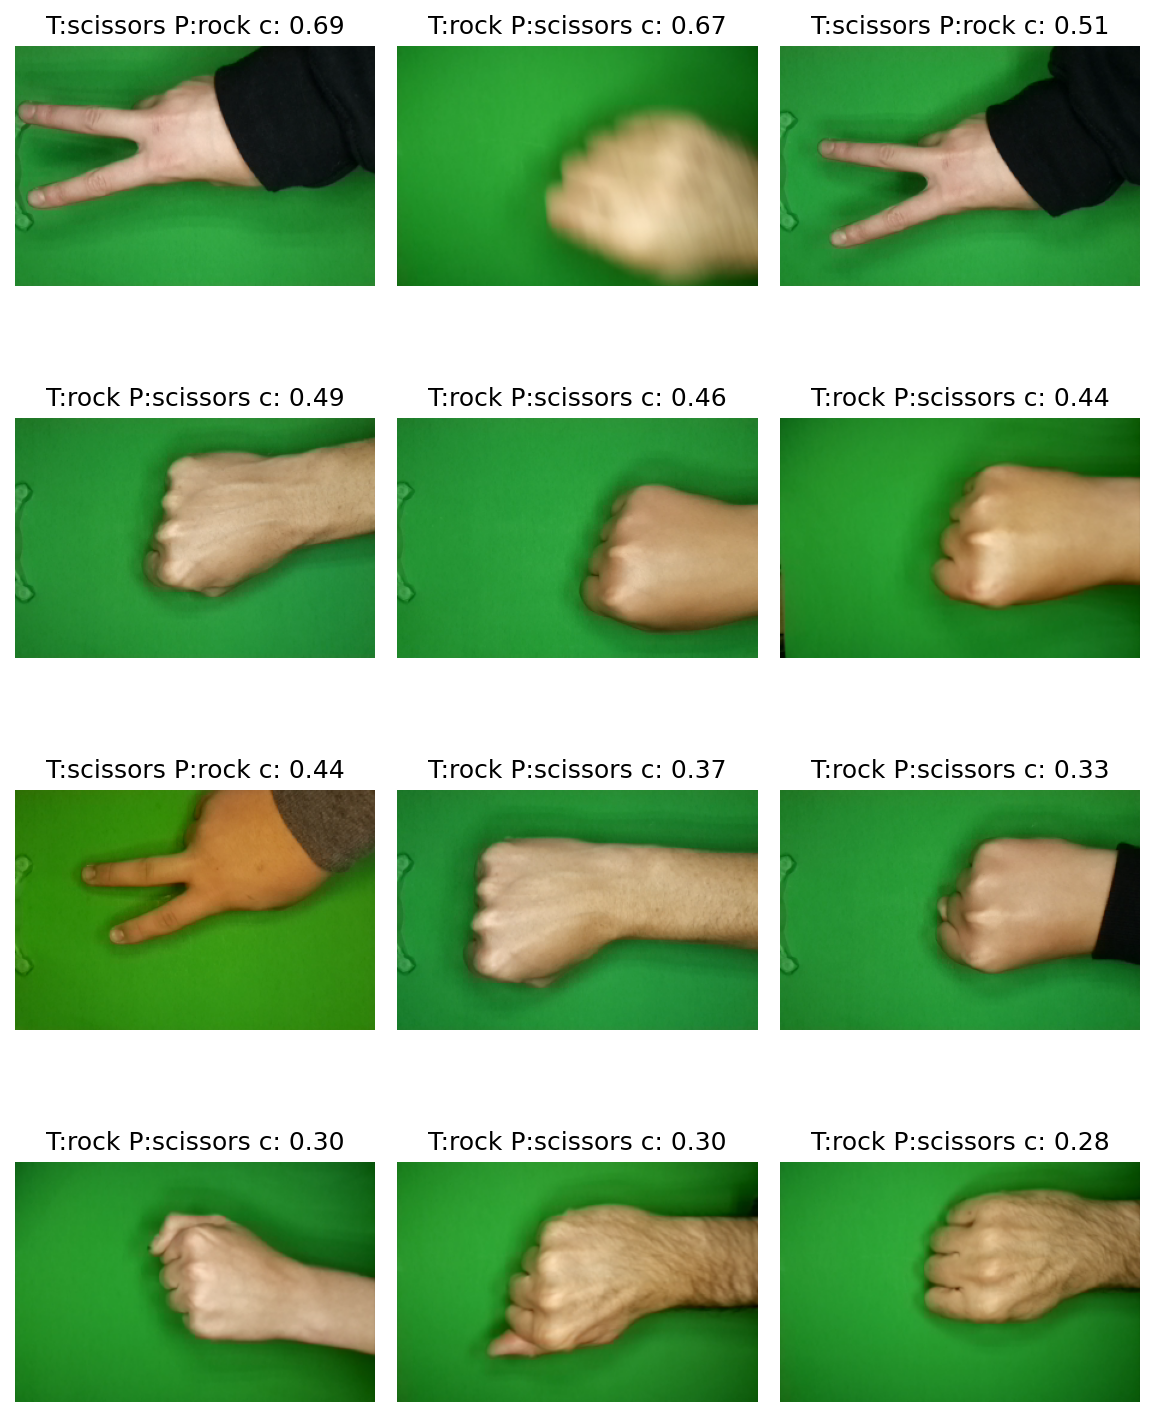 T:scissors P:rock c: 0.69
T:rock P:scissors c: 0.67
T:scissors P:rock c: 0.51
T:rock P:scissors c: 0.49
T:rock P:scissors c: 0.46
T:rock P:scissors c: 0.44
T:scissors P:rock c: 0.44
T:rock P:scissors c: 0.37
T:rock P:scissors c: 0.33
T:rock P:scissors c: 0.30
T:rock P:scissors c: 0.30
T:rock P:scissors c: 0.28